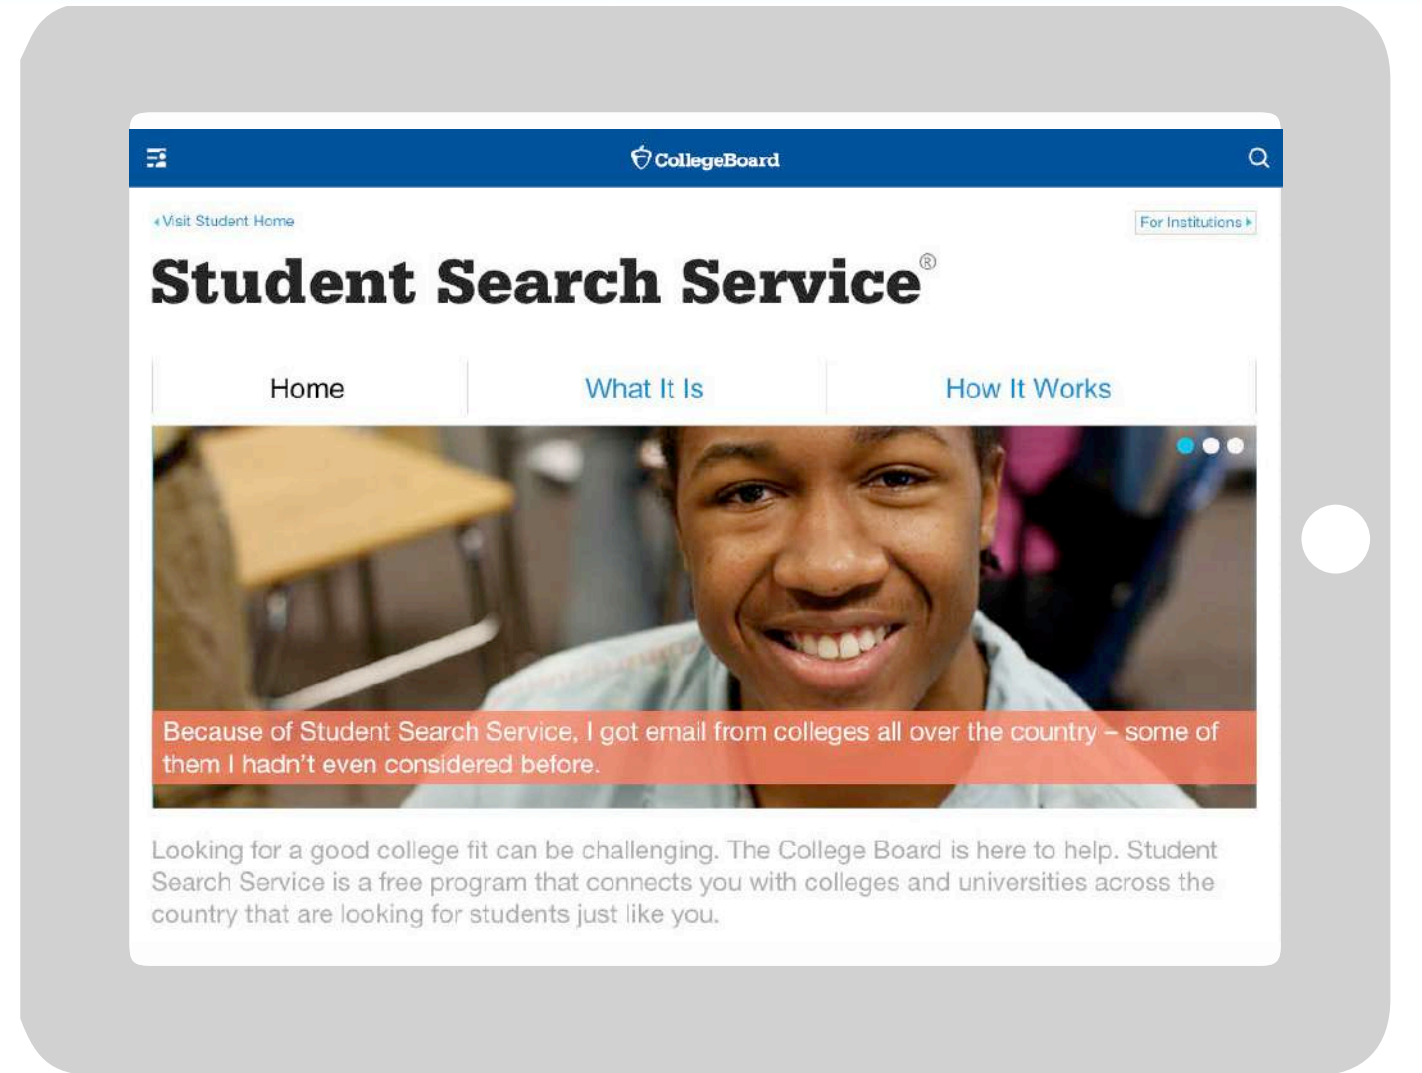 CollegeBoard
Visit Student Home
For Institutions
Student Search Service®
Home
What It Is
How It Works
Because of Student Search Service, I got email from colleges all over the country – some of
them I hadn't even considered before.
Looking for a good college fit can be challenging. The College Board is here to help. Student
Search Service is a free program that connects you with colleges and universities across the
country that are looking for students just like you.